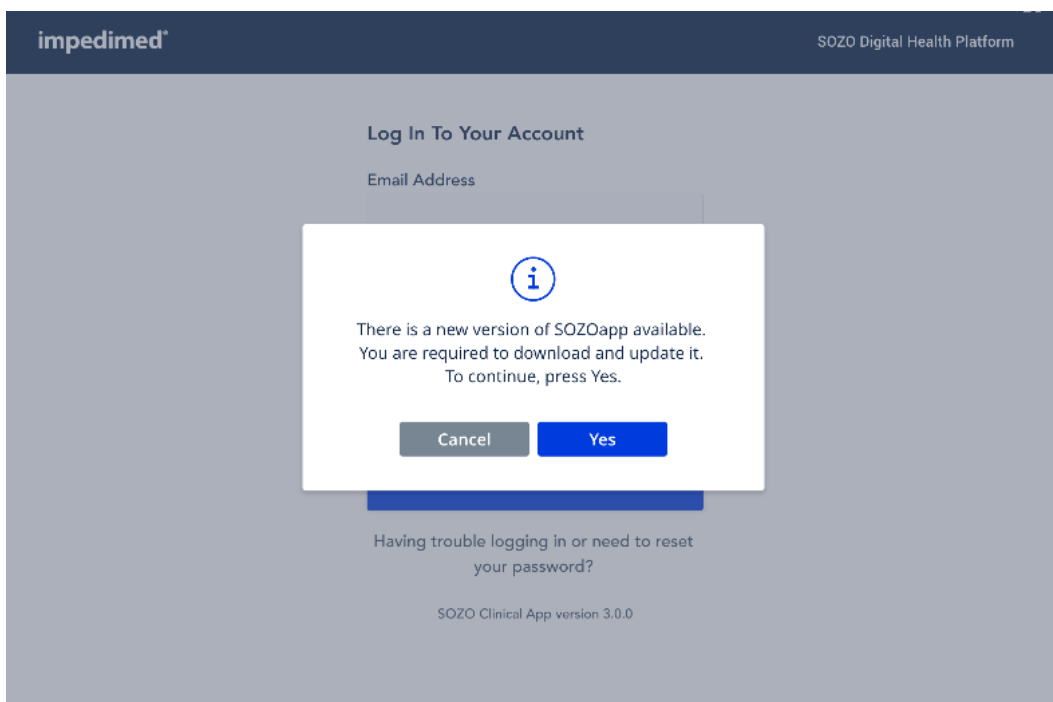 impedimed®
SOZO Digital Health Platform
Log In To Your Account
Email Address
i
There is a new version of SOZOapp available.
You are required to download and update it.
To continue, press Yes.
Cancel
Yes
Having trouble logging in or need to reset
your password?
SOZO Clinical App version 3.0.0